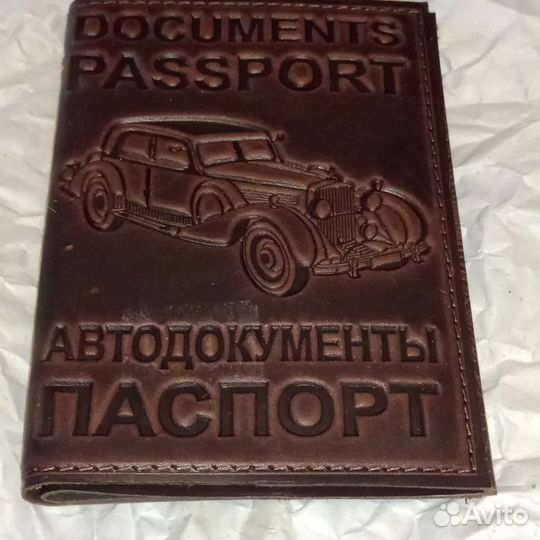 DOCUMENTS
PASSPORT
АВТОДОКУМЕНТЫ
ПАСПОРТ
Avito